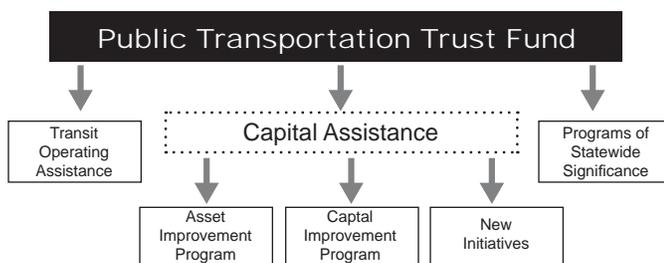 Public Transportation Trust Fund
Transit
Operating
Assistance
Capital Assistance
Programs of
Statewide
Significance
Asset
Improvement
Program
Captal
Improvement
Program
New
Initiatives